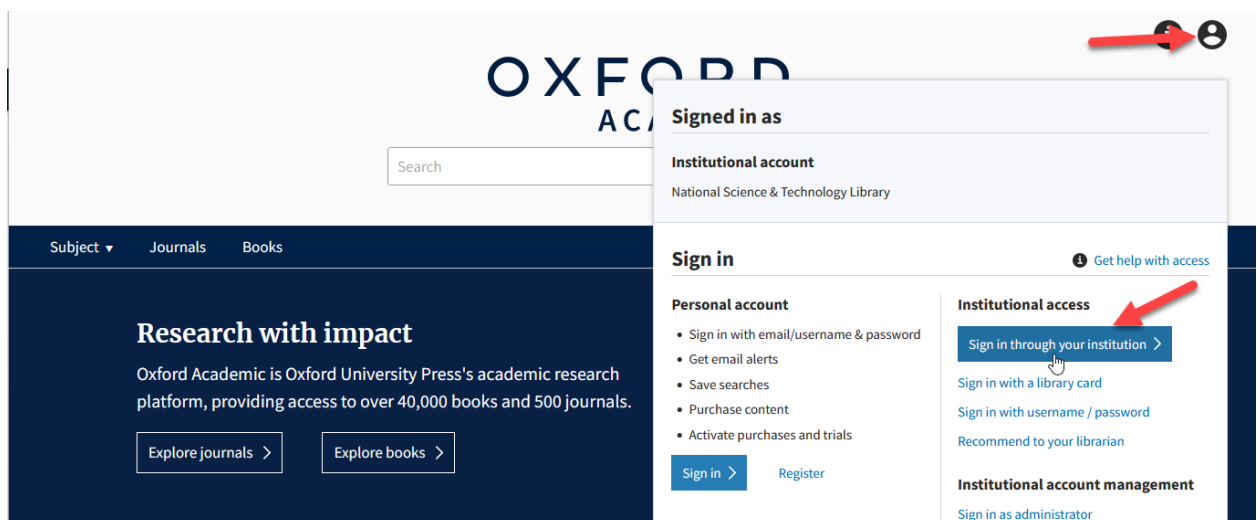 OXFORD
ACA
Search
Signed in as
Institutional account
National Science & Technology Library
Subject
Journals
Books
Sign in
Get help with access
Personal account
• Sign in with email/username & password
• Get email alerts
• Save searches
• Purchase content
• Activate purchases and trials
Sign in
Register
Institutional access
Sign in through your institution
Sign in with a library card
Sign in with username / password
Recommend to your librarian
Institutional account management
Sign in as administrator
Research with impact
Oxford Academic is Oxford University Press's academic research
platform, providing access to over 40,000 books and 500 journals.
Explore journals
Explore books